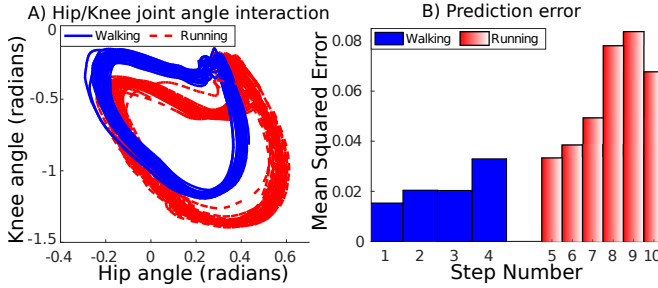 A) Hip/Knee joint angle interaction
Walking
Running
0
-0.5
-1
-1.5
Knee angle (radians)
-0.4
-0.2
0
0.2
0.4
0.6
Hip angle (radians)
B) Prediction error
Walking
Running
0.08
0.06
0.04
0.02
0
Mean Squared Error
1
2
3
4
5
6
7
8
9
10
Step Number